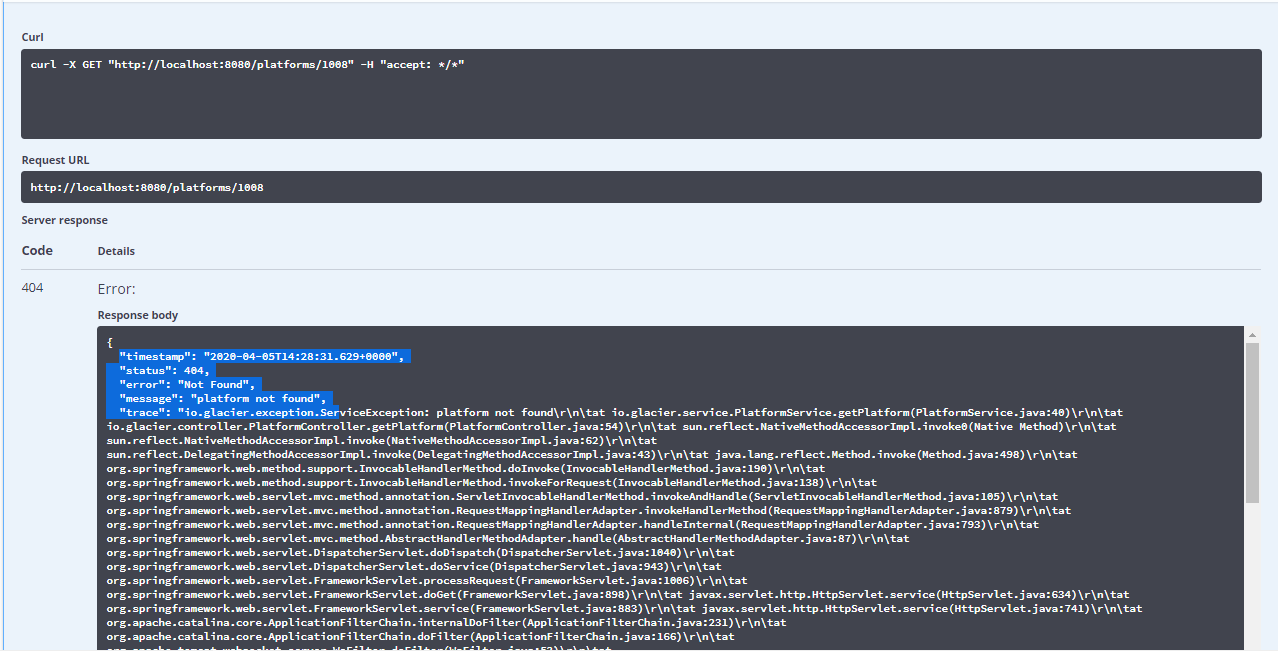 Curl
curl -X GET "http://localhost:8080/platforms/1008" -H "accept: */*"
Request URL
http://localhost:8080/platforms/1008
Server response
Code Details
404 Error:
Response body
{
"timestamp": "2020-04-05T14:28:31.629+0000",
"status": 404,
"error": "Not Found",
"message": "platform not found",
"trace": "io.glacier.exception.ServiceException: platform not found\r\n\tat io.glacier.service.PlatformService.getPlatform(PlatformService.java:40)\r\n\tat
io.glacier.controller.PlatformController.getPlatform(PlatformController.java:54)\r\n\tat sun.reflect.NativeMethodAccessorImpl.invoke0(Native Method)\r\n\tat
sun.reflect.NativeMethodAccessorImpl.invoke(NativeMethodAccessorImpl.java:62)\r\n\tat
sun.reflect.DelegatingMethodAccessorImpl.invoke(DelegatingMethodAccessorImpl.java:43)\r\n\tat java.lang.reflect.Method.invoke(Method.java:498)\r\n\tat
org.springframework.web.method.support.InvocableHandlerMethod.doInvoke(InvocableHandlerMethod.java:190)\r\n\tat
org.springframework.web.method.support.InvocableHandlerMethod.invokeForRequest(InvocableHandlerMethod.java:138)\r\n\tat
org.springframework.web.servlet.mvc.method.annotation.ServletInvocableHandlerMethod.invokeAndHandle(ServletInvocableHandlerMethod.java:105)\r\n\tat
org.springframework.web.servlet.mvc.method.annotation.RequestMappingHandlerAdapter.invokeHandlerMethod(RequestMappingHandlerAdapter.java:879)\r\n\tat
org.springframework.web.servlet.mvc.method.annotation.RequestMappingHandlerAdapter.handleInternal(RequestMappingHandlerAdapter.java:793)\r\n\tat
org.springframework.web.servlet.mvc.method.AbstractHandlerMethodAdapter.handle(AbstractHandlerMethodAdapter.java:87)\r\n\tat
org.springframework.web.servlet.DispatcherServlet.doDispatch(DispatcherServlet.java:1040)\r\n\tat
org.springframework.web.servlet.DispatcherServlet.doService(DispatcherServlet.java:943)\r\n\tat
org.springframework.web.servlet.FrameworkServlet.processRequest(FrameworkServlet.java:1006)\r\n\tat
org.springframework.web.servlet.FrameworkServlet.doGet(FrameworkServlet.java:898)\r\n\tat javax.servlet.http.HttpServlet.service(HttpServlet.java:634)\r\n\tat
org.springframework.web.servlet.FrameworkServlet.service(FrameworkServlet.java:883)\r\n\tat javax.servlet.http.HttpServlet.service(HttpServlet.java:741)\r\n\tat
org.apache.catalina.core.ApplicationFilterChain.internalDoFilter(ApplicationFilterChain.java:231)\r\n\tat
org.apache.catalina.core.ApplicationFilterChain.doFilter(ApplicationFilterChain.java:166)\r\n\tat